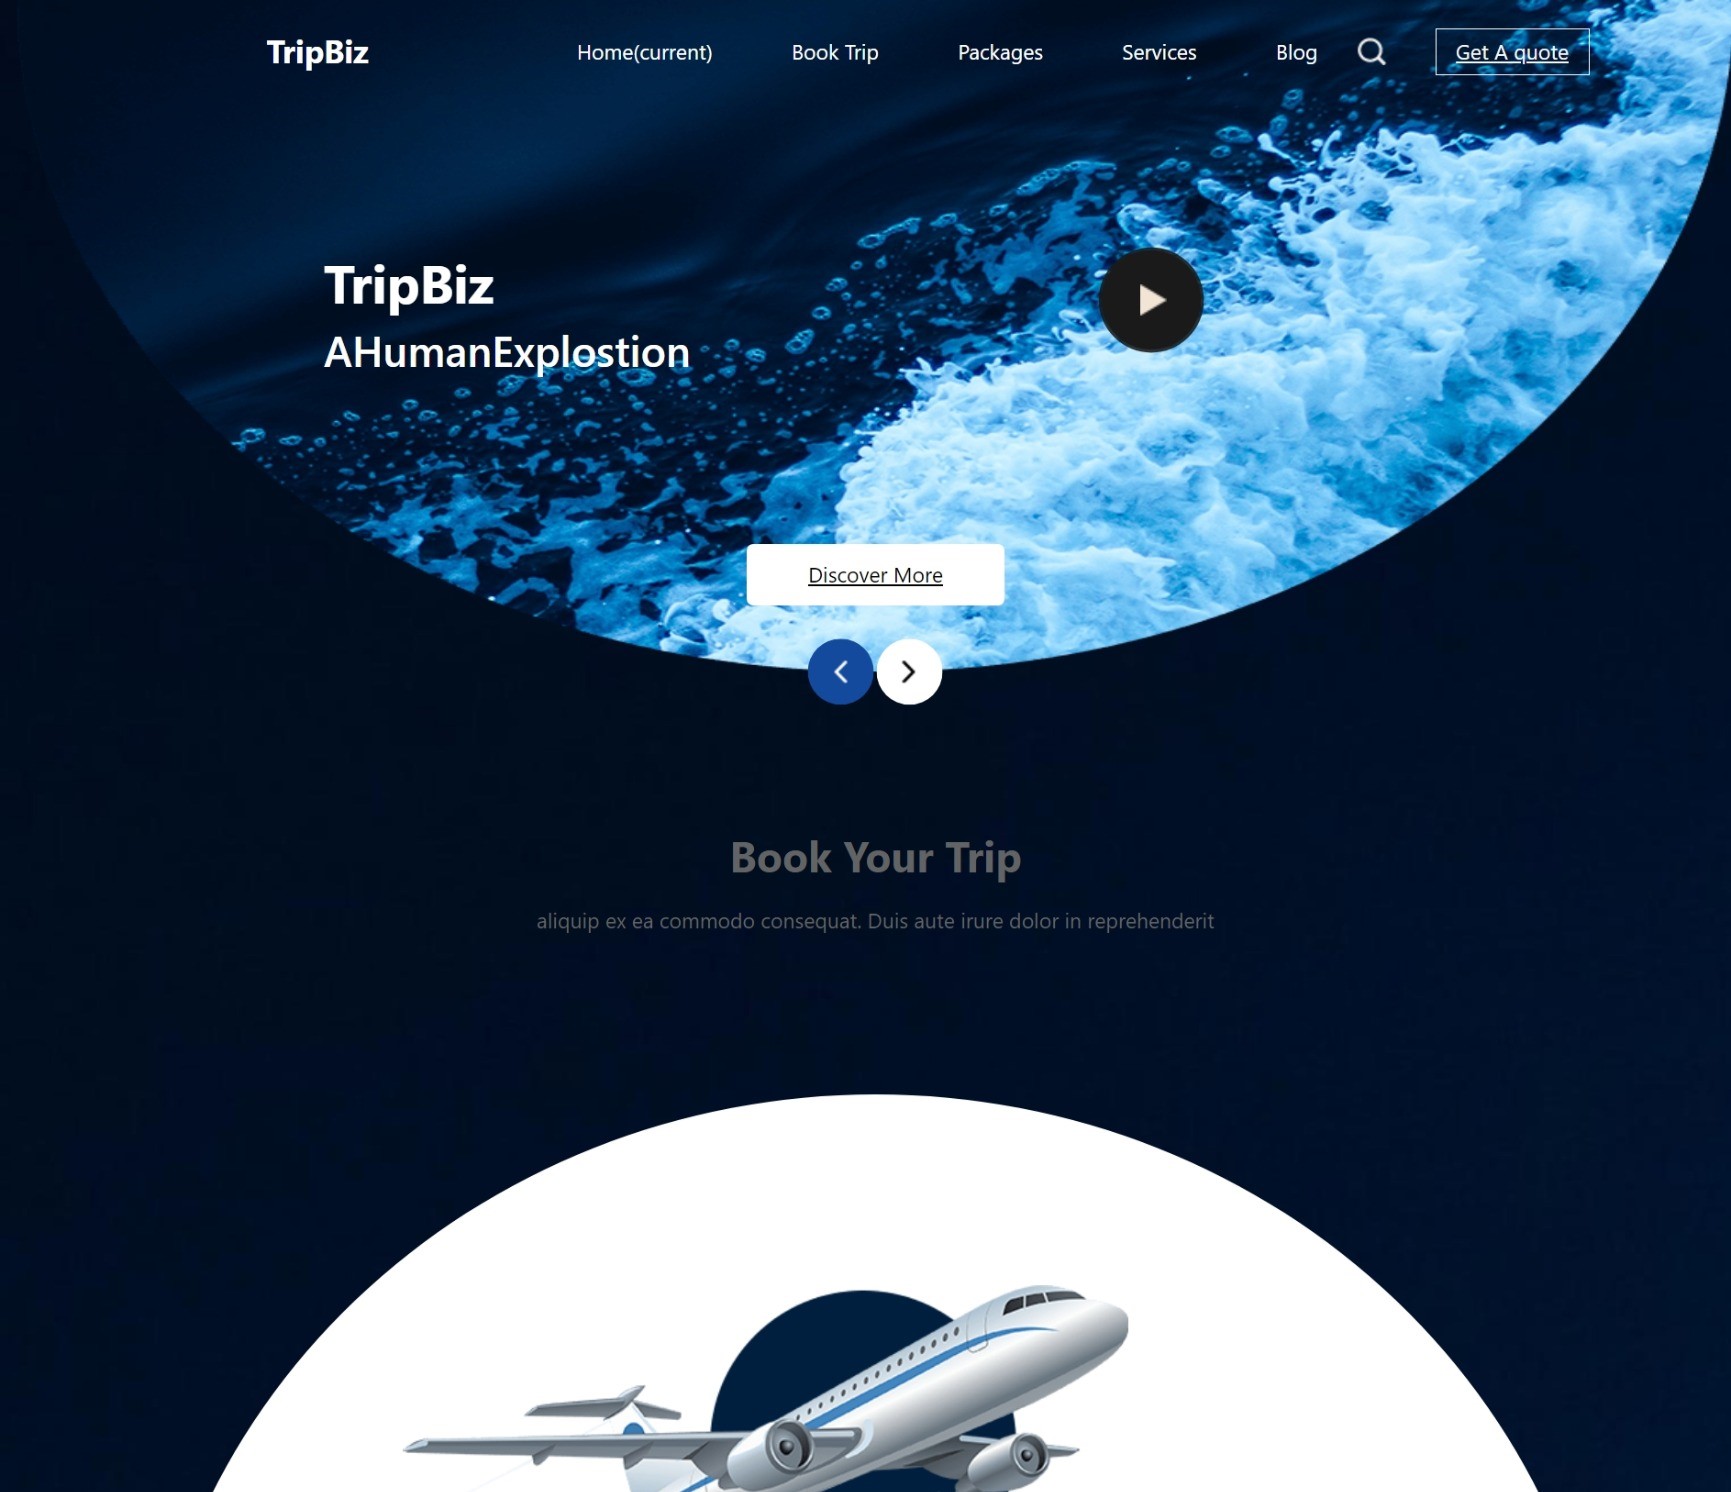 TripBiz
Home(current)
Book Trip
Packages
Services
Blog
Get A quote
TripBiz
AHumanExplostion
Discover More
Book Your Trip
aliquip ex ea commodo consequat. Duis aute irure dolor in reprehenderit